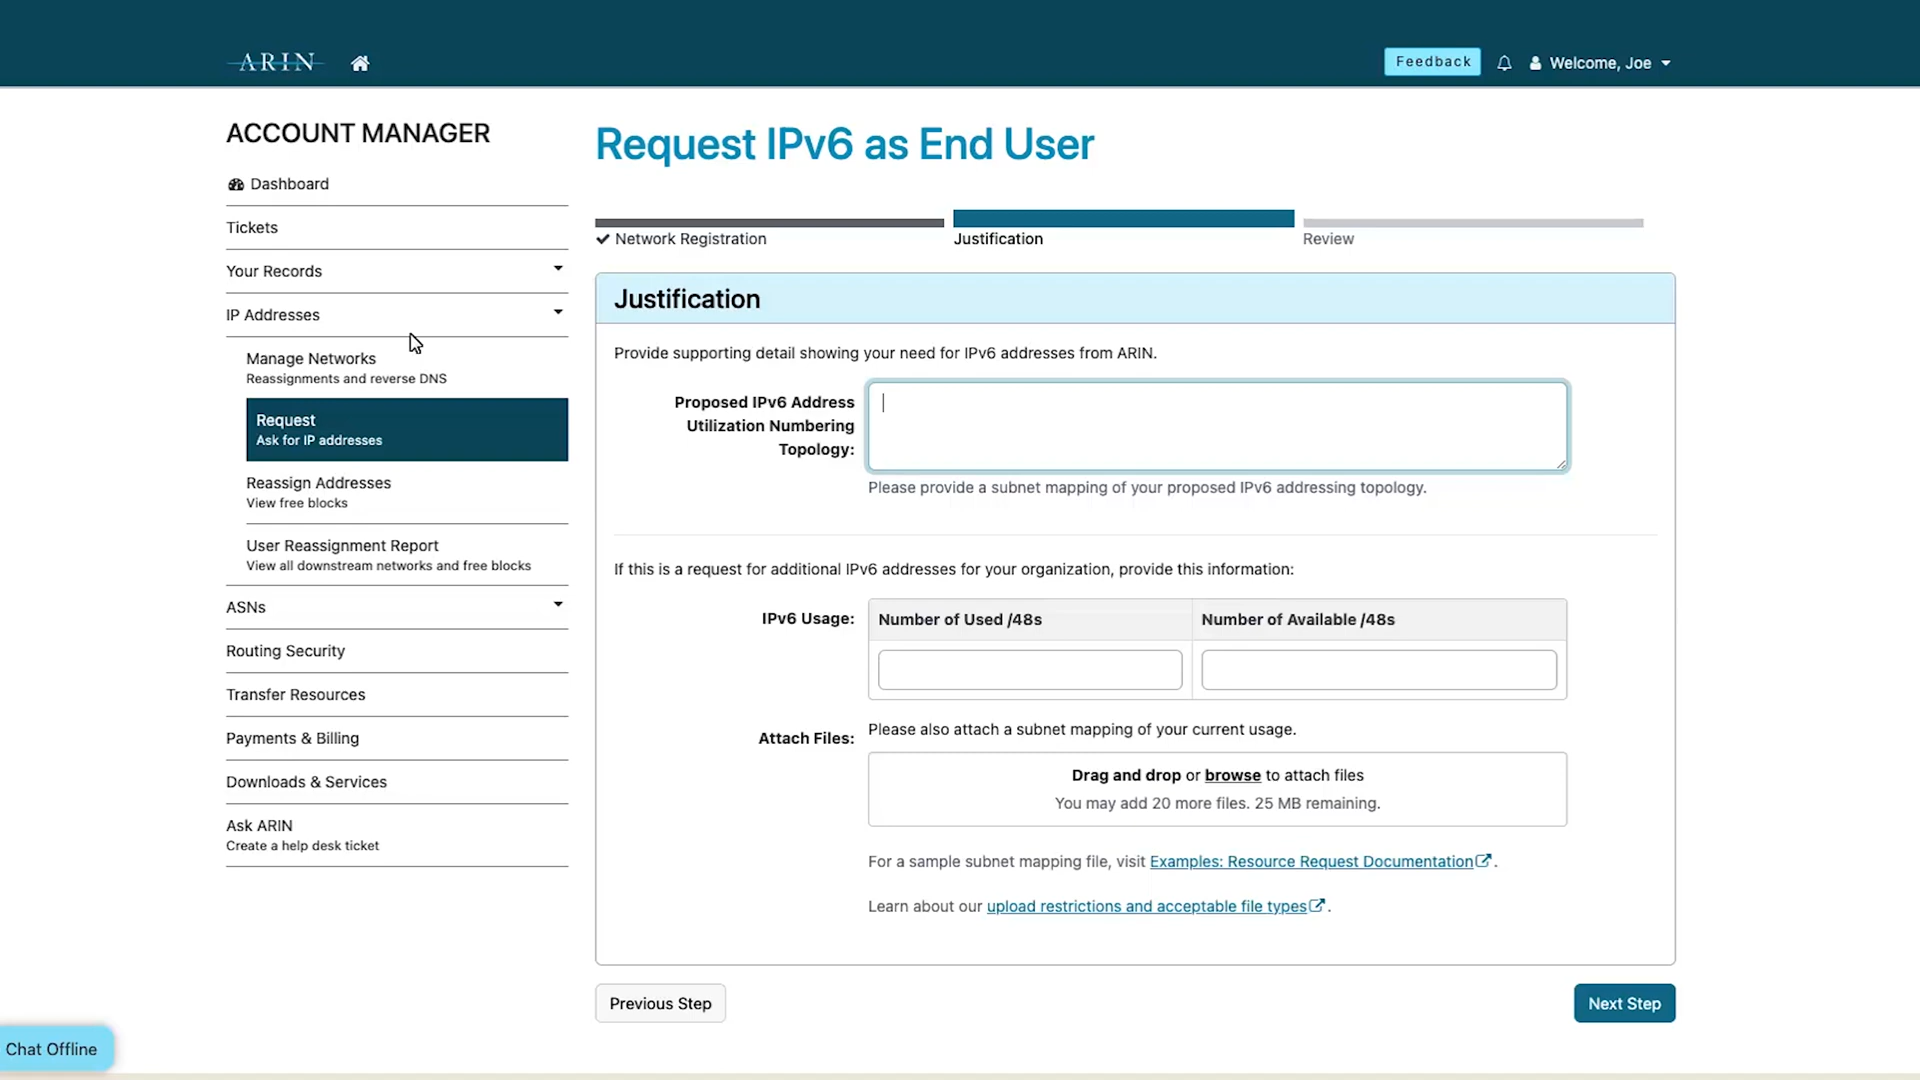 ARIN
Feedback
Welcome, Joe
ACCOUNT MANAGER
Dashboard
Tickets
Your Records
IP Addresses
Manage Networks
Reassignments and reverse DNS
Request
Ask for IP addresses
Reassign Addresses
View free blocks
User Reassignment Report
View all downstream networks and free blocks
ASNs
Routing Security
Transfer Resources
Payments & Billing
Downloads & Services
Ask ARIN
Create a help desk ticket
Request IPv6 as End User
Network Registration
Justification
Review
Justification
Provide supporting detail showing your need for IPv6 addresses from ARIN.
Proposed IPv6 Address
Utilization Numbering
Topology:
Please provide a subnet mapping of your proposed IPv6 addressing topology.
If this is a request for additional IPv6 addresses for your organization, provide this information:
IPv6 Usage:
Number of Used /48s
Number of Available /48s
Attach Files:
Please also attach a subnet mapping of your current usage.
Drag and drop or browse to attach files
You may add 20 more files. 25 MB remaining.
For a sample subnet mapping file, visit Examples: Resource Request Documentation.
Learn about our upload restrictions and acceptable file types.
Previous Step
Next Step
Chat Offline